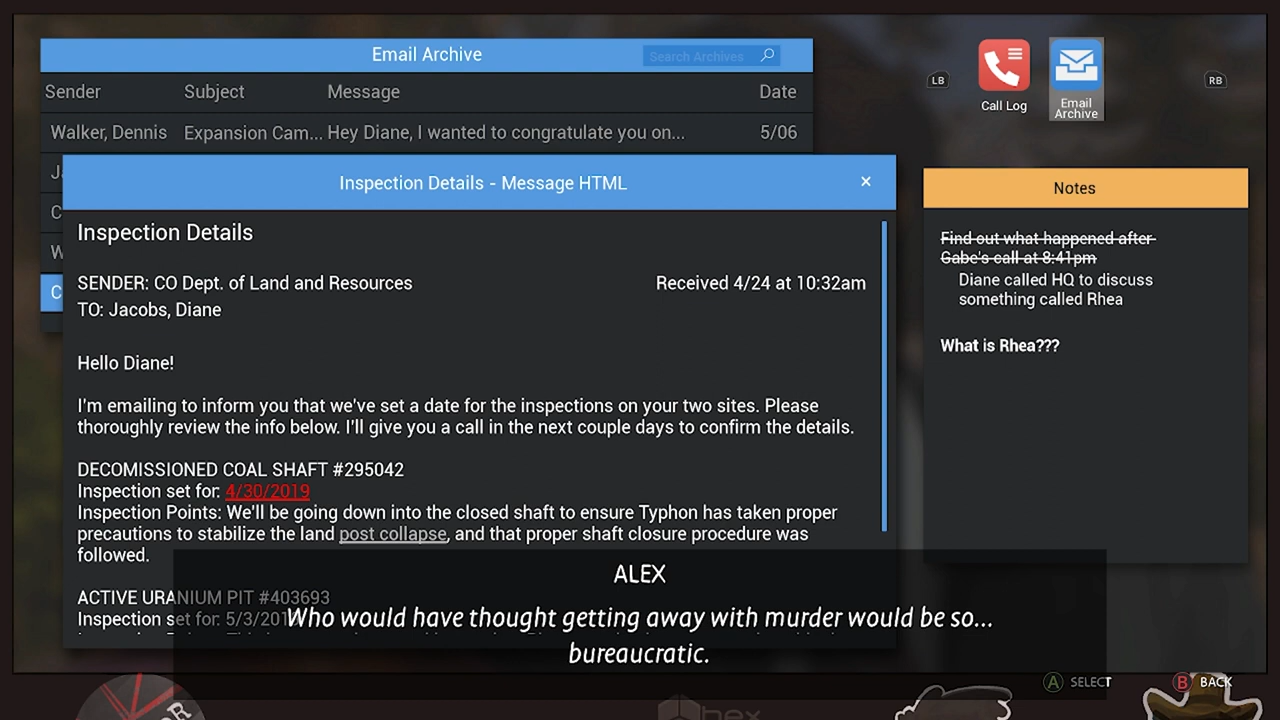 Email Archive
Search Archives
Sender Subject Message Date
Walker, Dennis Expansion Cam... Hey Diane, I wanted to congratulate you on... 5/06
LB
Call Log
Email
Archive
RB
Inspection Details - Message HTML
Inspection Details
SENDER: CO Dept. of Land and Resources Received 4/24 at 10:32am
TO: Jacobs, Diane
Hello Diane!
I'm emailing to inform you that we've set a date for the inspections on your two sites. Please
thoroughly review the info below. I'll give you a call in the next couple days to confirm the details.
DECOMISSIONED COAL SHAFT #295042
Inspection set for: 4/30/2019
Inspection Points: We'll be going down into the closed shaft to ensure Typhon has taken proper
precautions to stabilize the land post collapse, and that proper shaft closure procedure was
followed.
ACTIVE URANIUM PIT #403693
Inspection set for: 5/3/201
Notes
Find out what happened after
Gabe's call at 8:41pm
Diane called HQ to discuss
something called Rhea
What is Rhea???
ALEX
Who would have thought getting away with murder would be so...
bureaucratic.
A SELECT
B BACK
hex